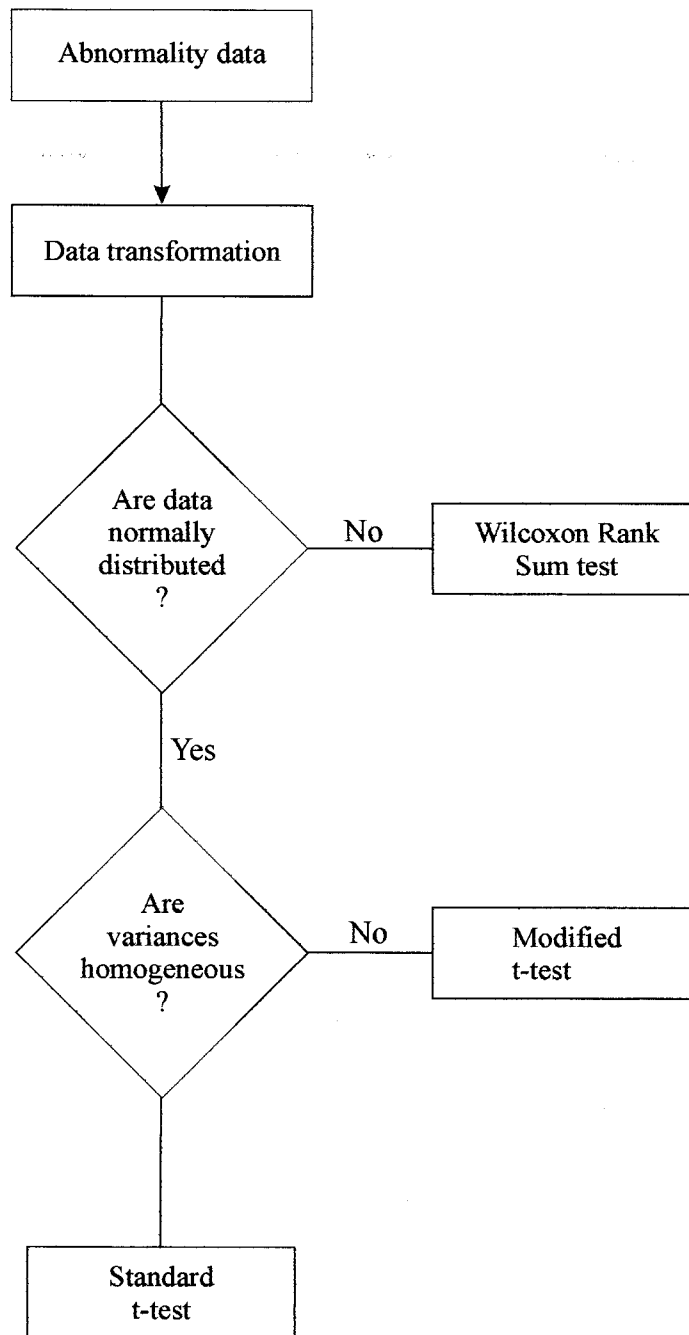 Abnormality data
Data transformation
Are data
normally
distributed
?
No
Wilcoxon Rank
Sum test
Yes
Are
variances
homogeneous
?
No
Modified
t-test
Standard
t-test